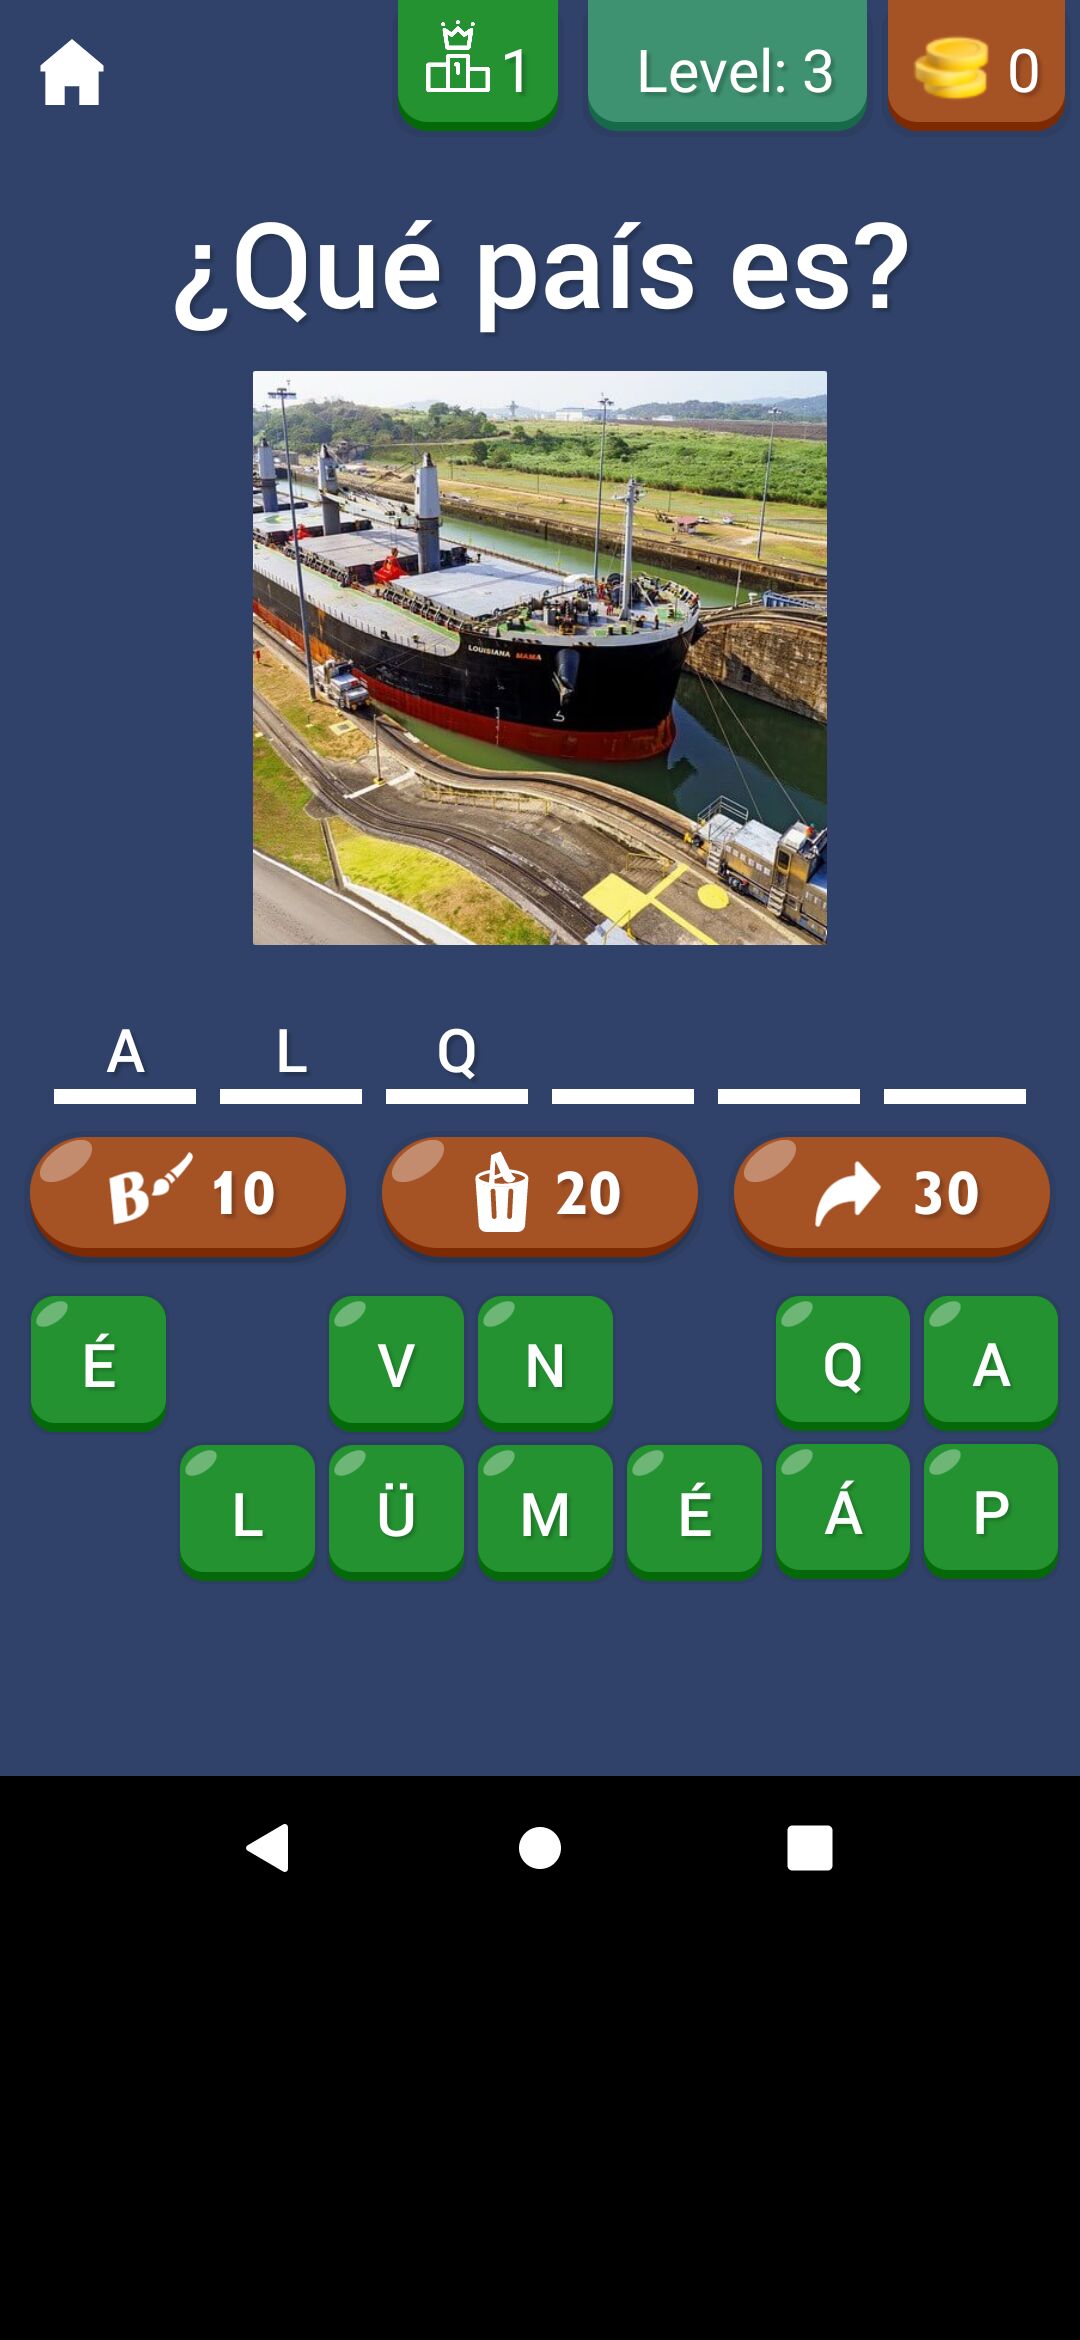 1 Level: 3 0
¿Qué país es?
LOUISIANA MAMA
A L Q
B 10 20 30
É V N Q A
L Ü M É Á P